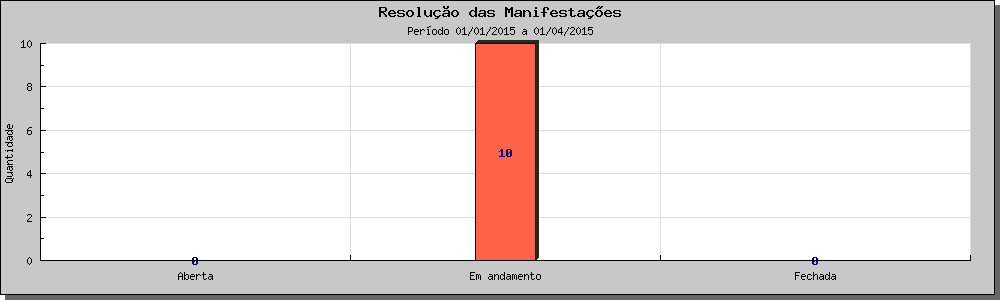 Resolução das Manifestações
Período 01/01/2015 a 01/04/2015
Quantidade
10
8
6
4
2
0
0
10
0
Aberta
Em andamento
Fechada